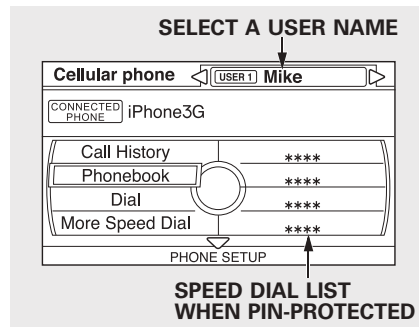 SELECT A USER NAME
Cellular phone USER 1 Mike
CONNECTED PHONE iPhone3G
Call History ****
Phonebook ****
Dial ****
More Speed Dial ****
PHONE SETUP
SPEED DIAL LIST
WHEN PIN-PROTECTED